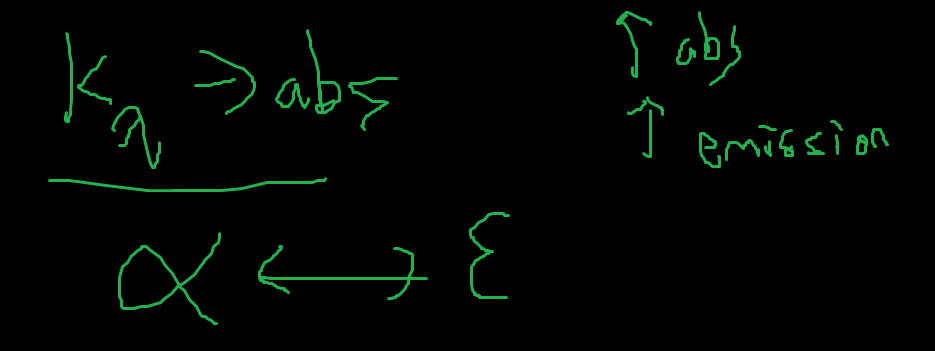 Kλ → abs
α ↔ ε
↑ abs
↑ emission